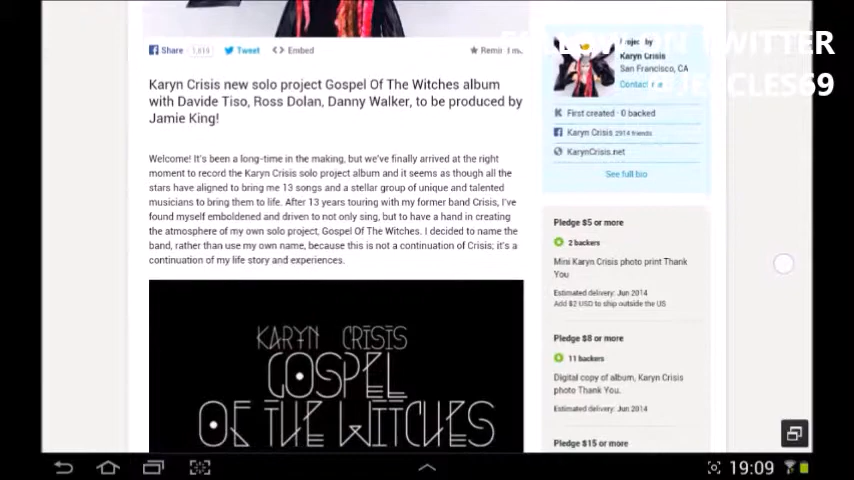 Share 1,919 Tweet <> Embed Remi
Karyn Crisis new solo project Gospel Of The Witches album
with Davide Tiso, Ross Dolan, Danny Walker, to be produced by
Jamie King!
Welcome! It's been a long-time in the making, but we've finally arrived at the right
moment to record the Karyn Crisis solo project album and it seems as though all the
stars have aligned to bring me 13 songs and a stellar group of unique and talented
musicians to bring them to life. After 13 years touring with my former band Crisis, I've
found myself emboldened and driven to not only sing, but to have a hand in creating
the atmosphere of my own solo project, Gospel Of The Witches. I decided to name the
band, rather than use my own name, because this is not a continuation of Crisis; it's a
continuation of my life story and experiences.
KARYN CRISIS
GOSPEL
OF THE WITCHES
ON TWITTER
Project by
Karyn Crisis
San Francisco, CA
Contact
First created · 0 backed
Karyn Crisis 2914 friends
KarynCrisis.net
See full bio
Pledge $5 or more
2 backers
Mini Karyn Crisis photo print Thank
You
Estimated delivery: Jun 2014
Add $2 USD to ship outside the US
Pledge $8 or more
11 backers
Digital copy of album, Karyn Crisis
photo Thank You.
Estimated delivery: Jun 2014
Pledge $15 or more
19:09